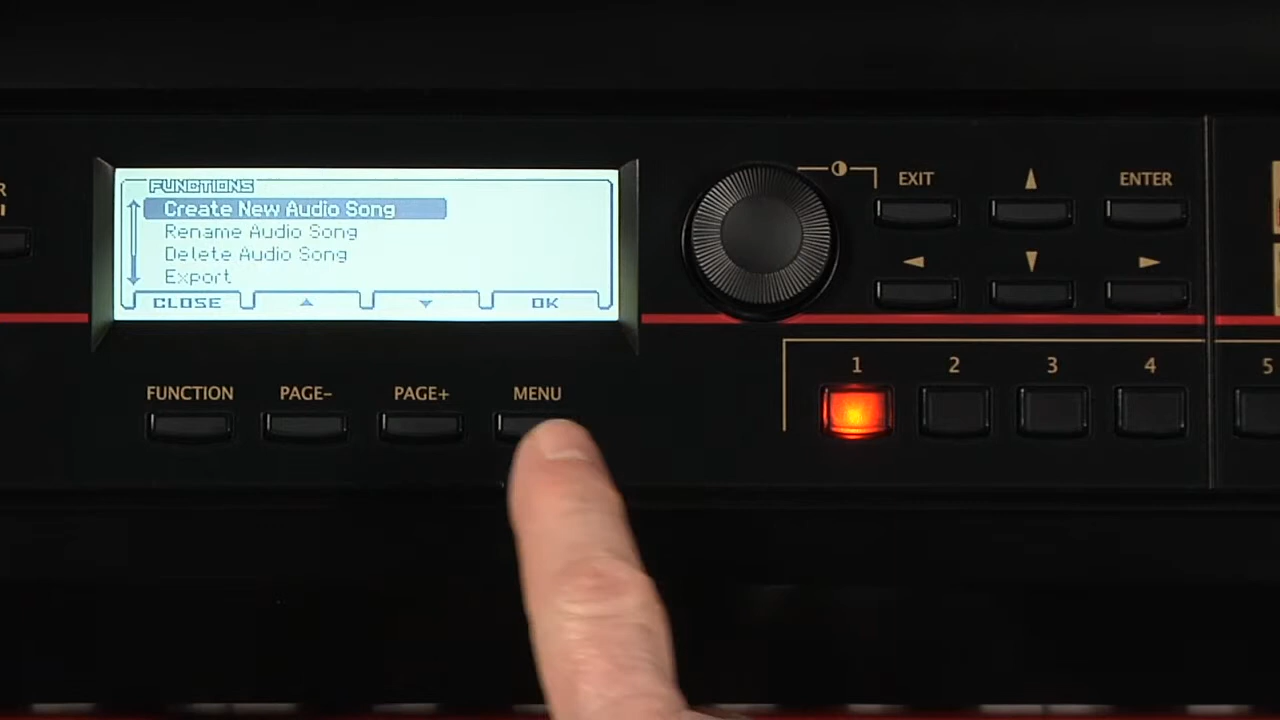 FUNCTIONS
Create New Audio Song
Rename Audio Song
Delete Audio Song
Export
CLOSE
OK
FUNCTION
PAGE-
PAGE+
MENU
EXIT
ENTER
1
2
3
4
5